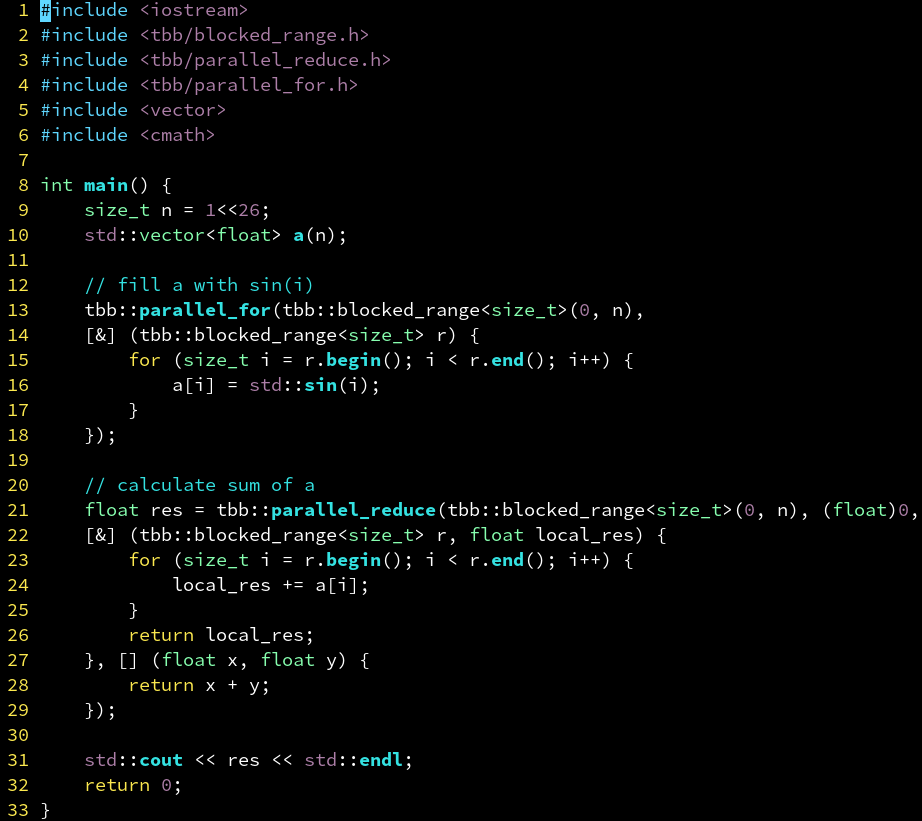 1 #include <iostream>
2 #include <tbb/blocked_range.h>
3 #include <tbb/parallel_reduce.h>
4 #include <tbb/parallel_for.h>
5 #include <vector>
6 #include <cmath>
7
8 int main() {
9     size_t n = 1<<26;
10     std::vector<float> a(n);
11
12     // fill a with sin(i)
13     tbb::parallel_for(tbb::blocked_range<size_t>(0, n),
14     [&] (tbb::blocked_range<size_t> r) {
15         for (size_t i = r.begin(); i < r.end(); i++) {
16             a[i] = std::sin(i);
17         }
18     });
19
20     // calculate sum of a
21     float res = tbb::parallel_reduce(tbb::blocked_range<size_t>(0, n), (float)0,
22     [&] (tbb::blocked_range<size_t> r, float local_res) {
23         for (size_t i = r.begin(); i < r.end(); i++) {
24             local_res += a[i];
25         }
26         return local_res;
27     }, [] (float x, float y) {
28         return x + y;
29     });
30
31     std::cout << res << std::endl;
32     return 0;
33 }